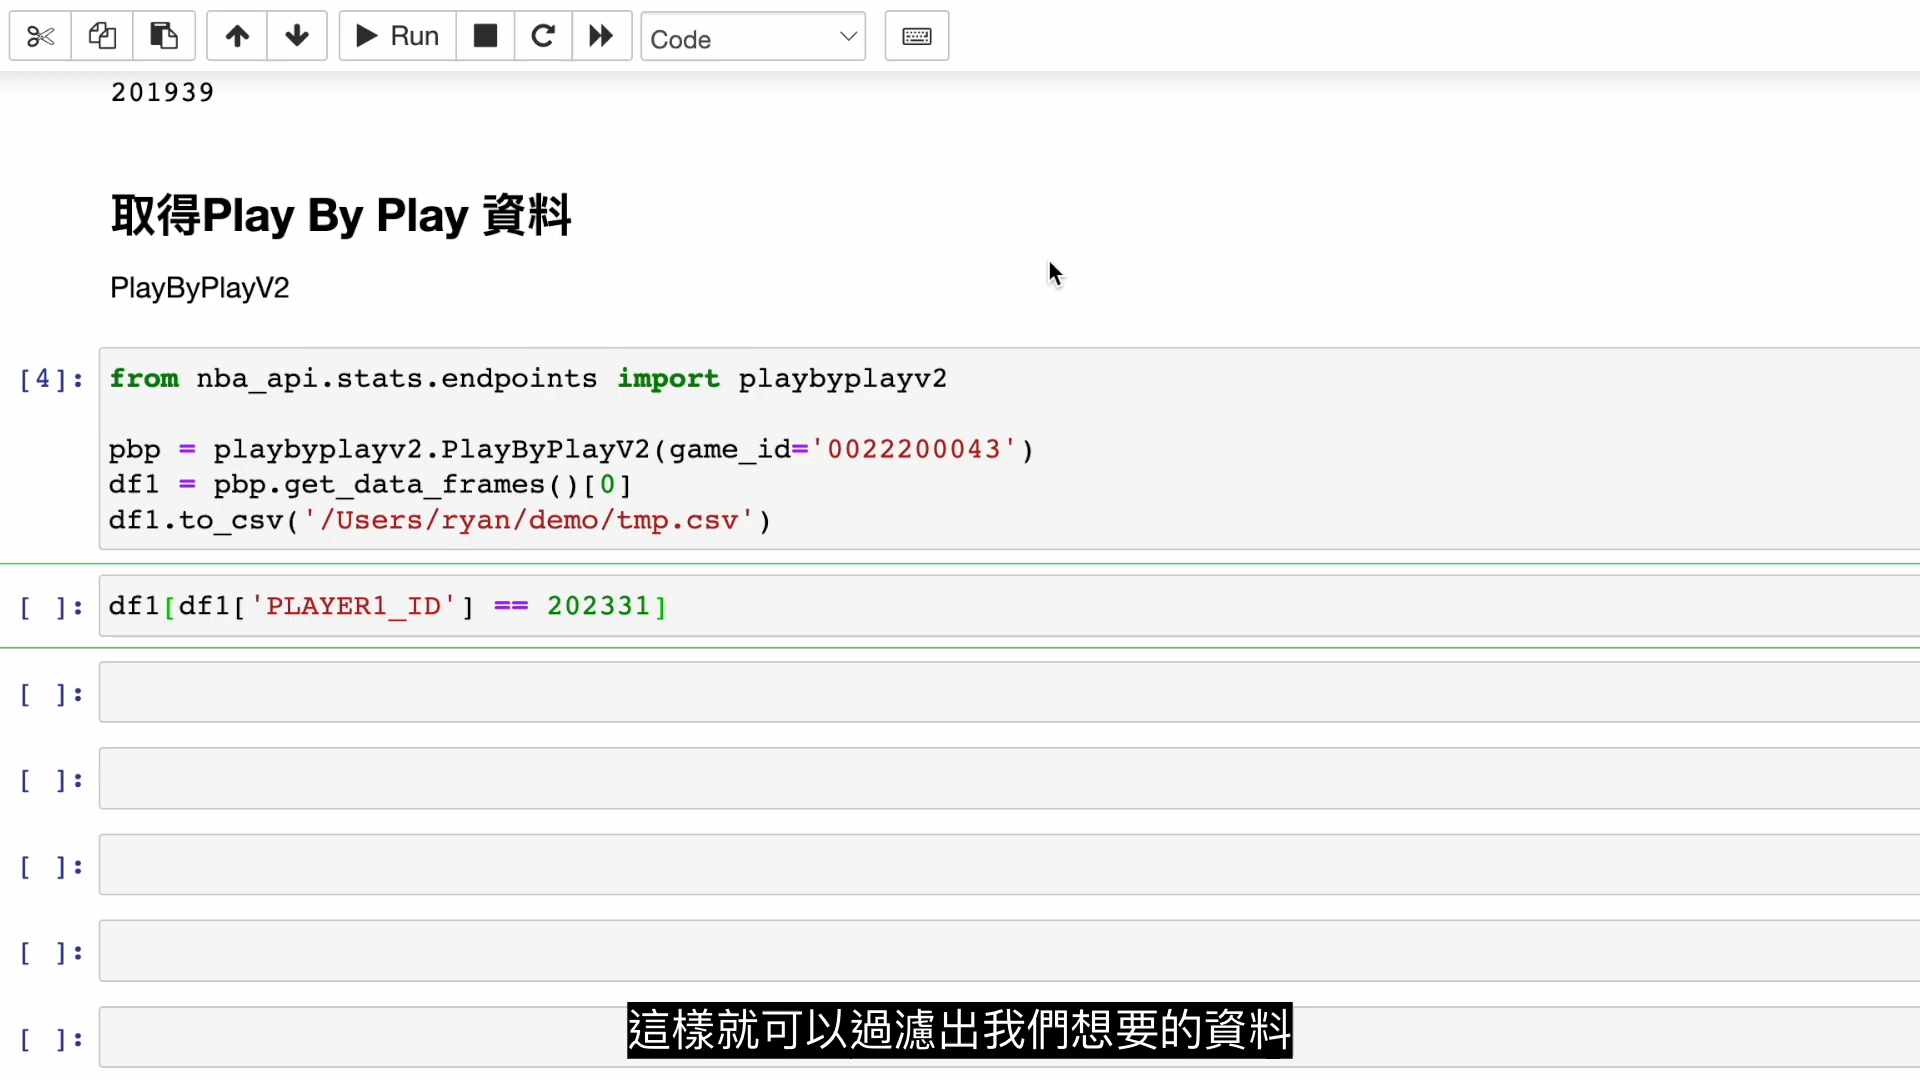 Run
Code
201939
取得Play By Play 資料
PlayByPlayV2
[4]:
from nba_api.stats.endpoints import playbyplayv2
pbp = playbyplayv2.PlayByPlayV2(game_id='0022200043')
df1 = pbp.get_data_frames()[0]
df1.to_csv('/Users/ryan/demo/tmp.csv')
[ ]:
df1[df1['PLAYER1_ID'] == 202331]
[ ]:
[ ]:
[ ]:
[ ]:
[ ]:
這樣就可以過濾出我們想要的資料